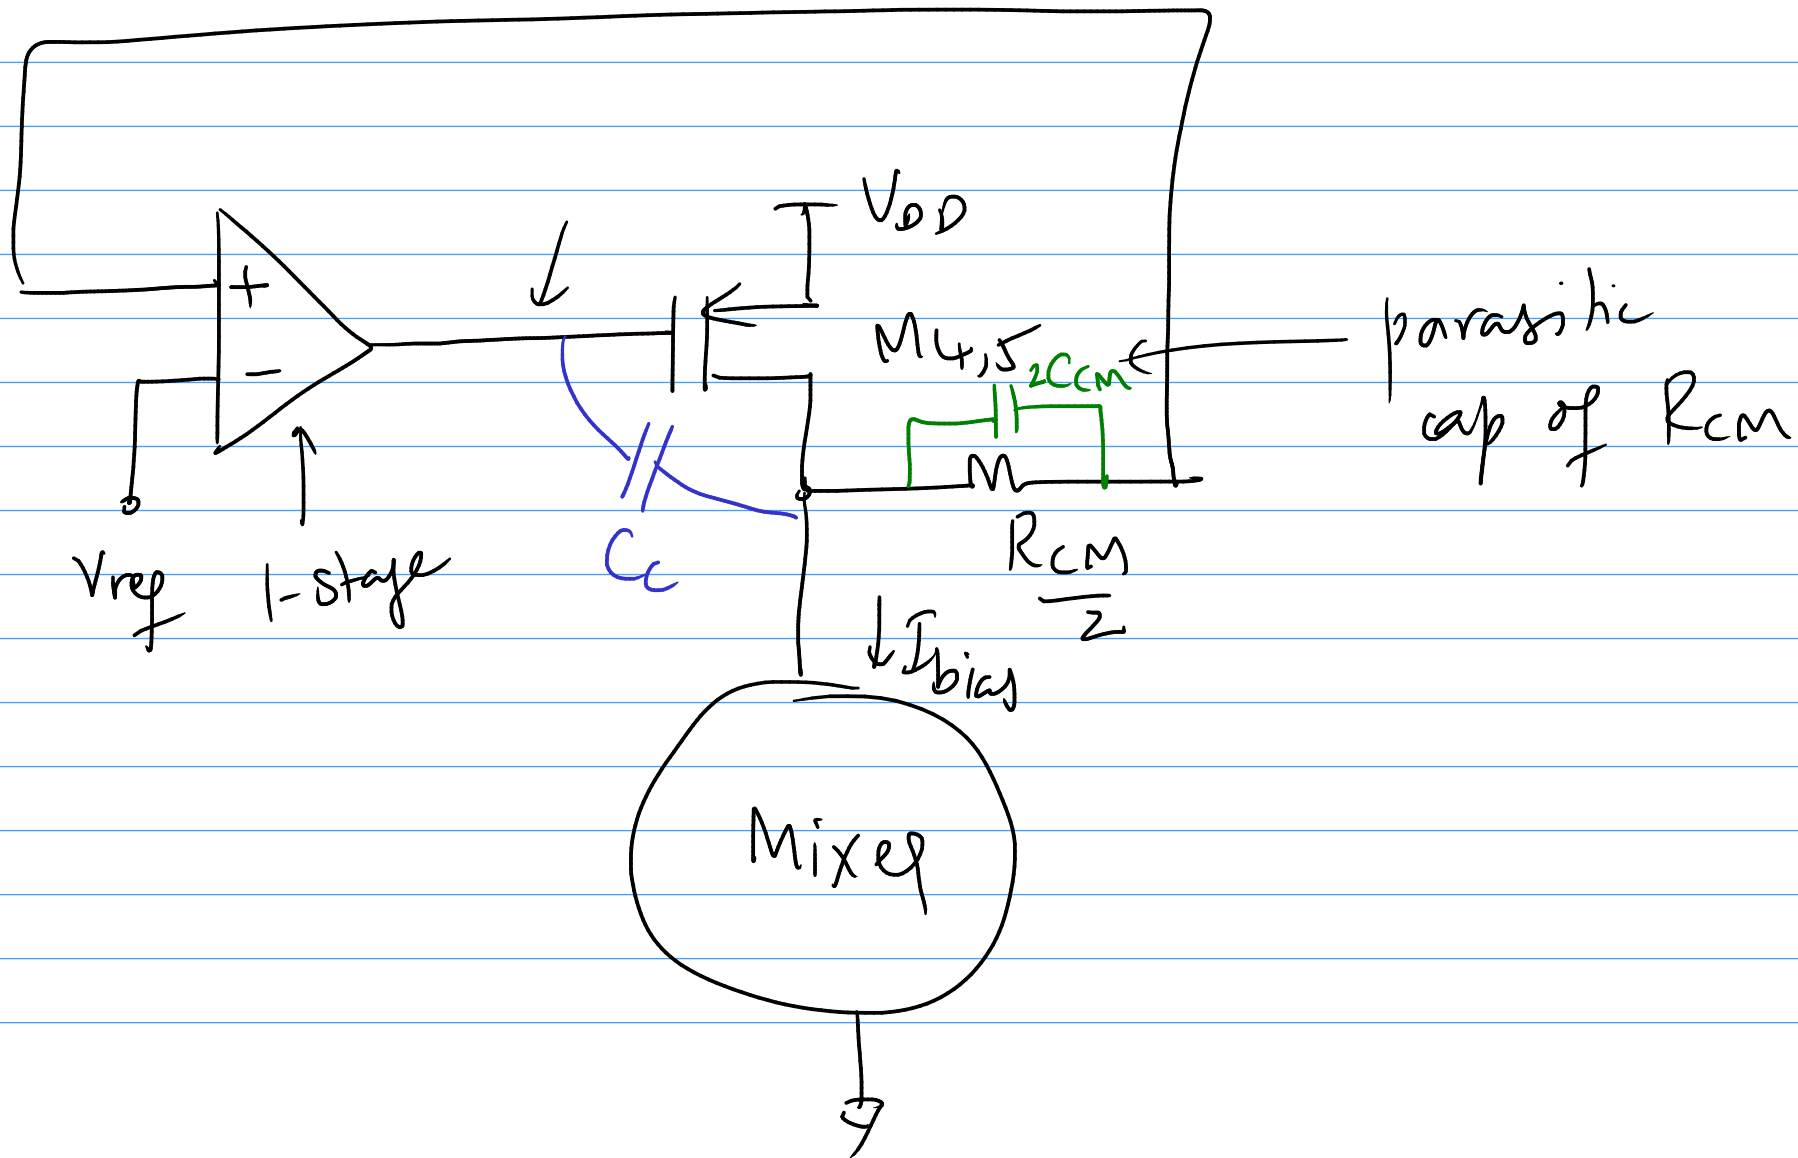 VDD
+
M4,5
2CCM
parasitic
cap of RCM
-
Vref
1-stage
CC
RCM
2
Ibias
Mixer